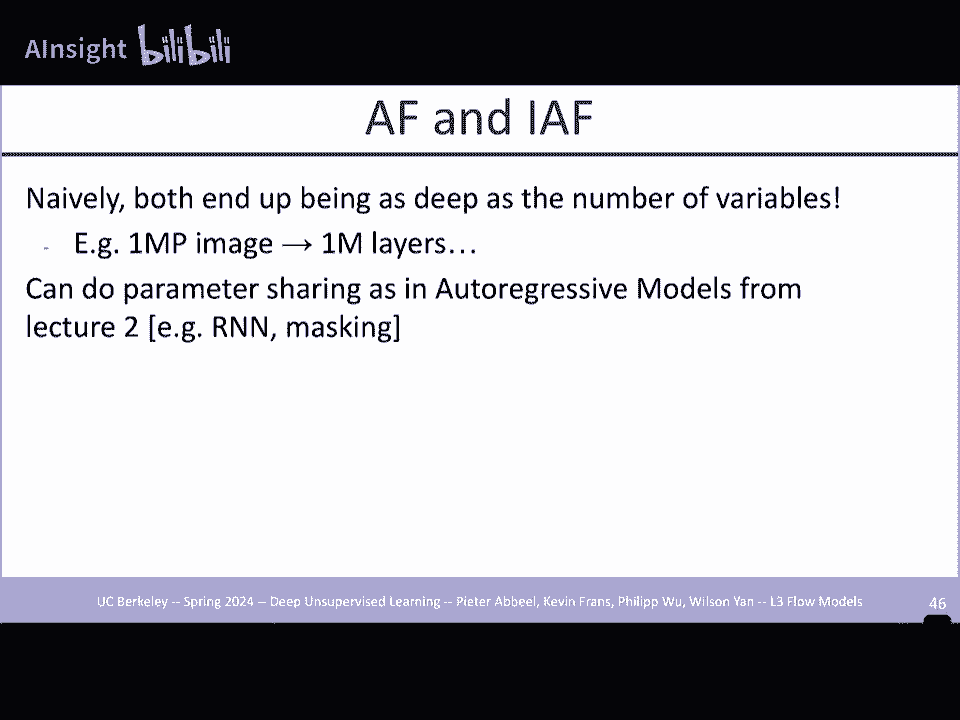 AInsight bilibili
AF and IAF
Naively, both end up being as deep as the number of variables!
- E.g. 1MP image → 1M layers…
Can do parameter sharing as in Autoregressive Models from
lecture 2 [e.g. RNN, masking]
UC Berkeley -- Spring 2024 -- Deep Unsupervised Learning -- Pieter Abbeel, Kevin Frans, Philipp Wu, Wilson Yan -- L3 Flow Models
46